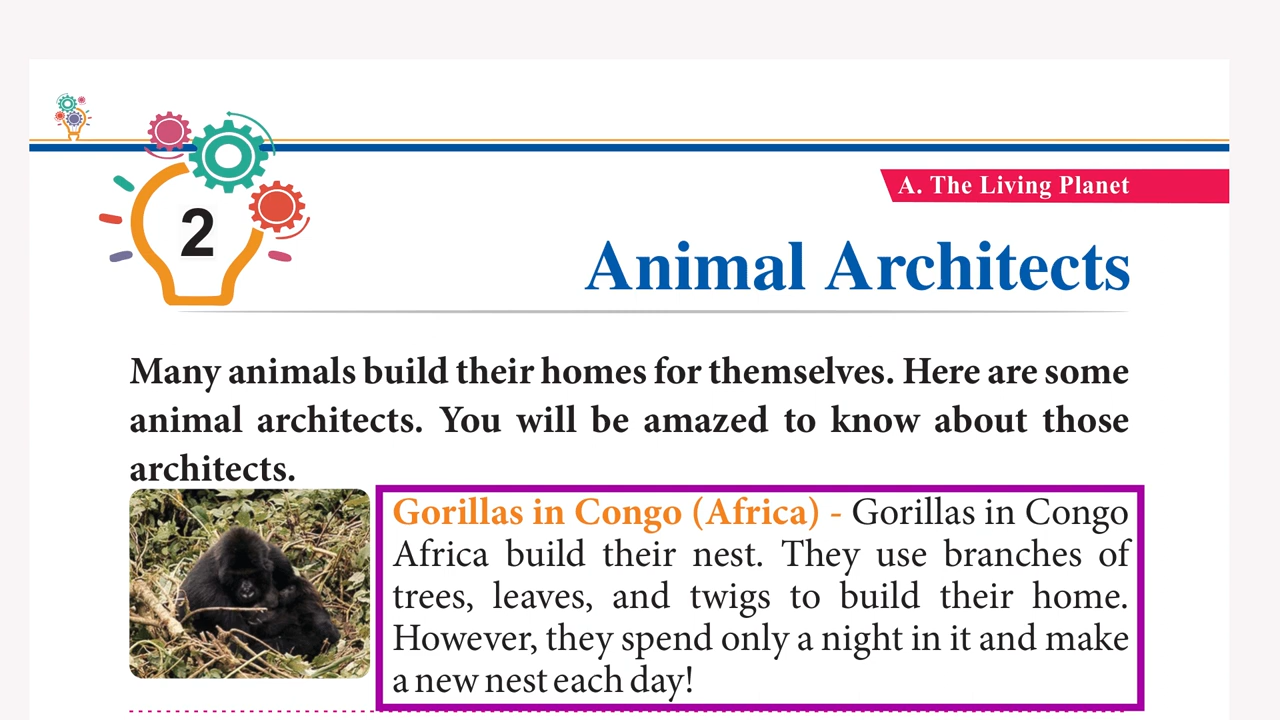 2
A. The Living Planet
Animal Architects
Many animals build their homes for themselves. Here are some
animal architects. You will be amazed to know about those
architects.
Gorillas in Congo (Africa) - Gorillas in Congo
Africa build their nest. They use branches of
trees, leaves, and twigs to build their home.
However, they spend only a night in it and make
a new nest each day!